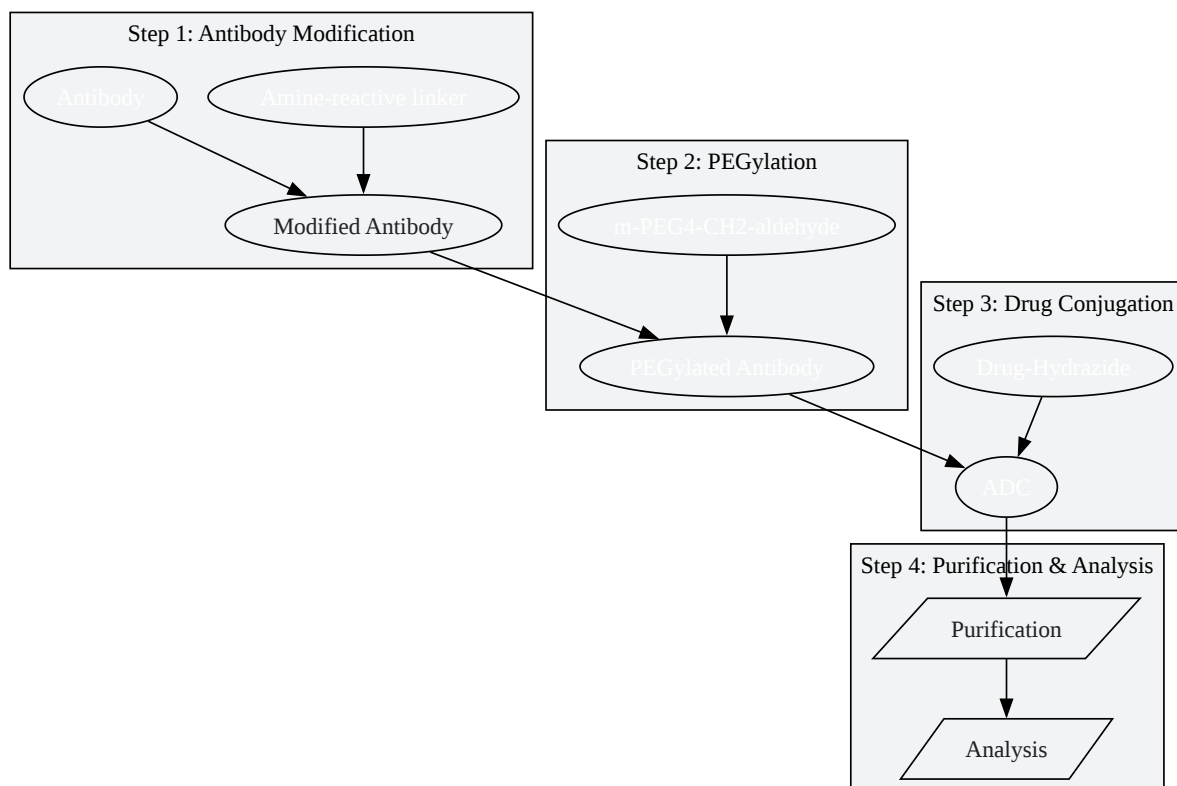 Step 1: Antibody Modification
Antibody
Amine-reactive linker
Modified Antibody
Step 2: PEGylation
m-PEG4-CH2-aldehyde
PEGylated Antibody
Step 3: Drug Conjugation
Drug-Hydrazide
ADC
Step 4: Purification & Analysis
Purification
Analysis